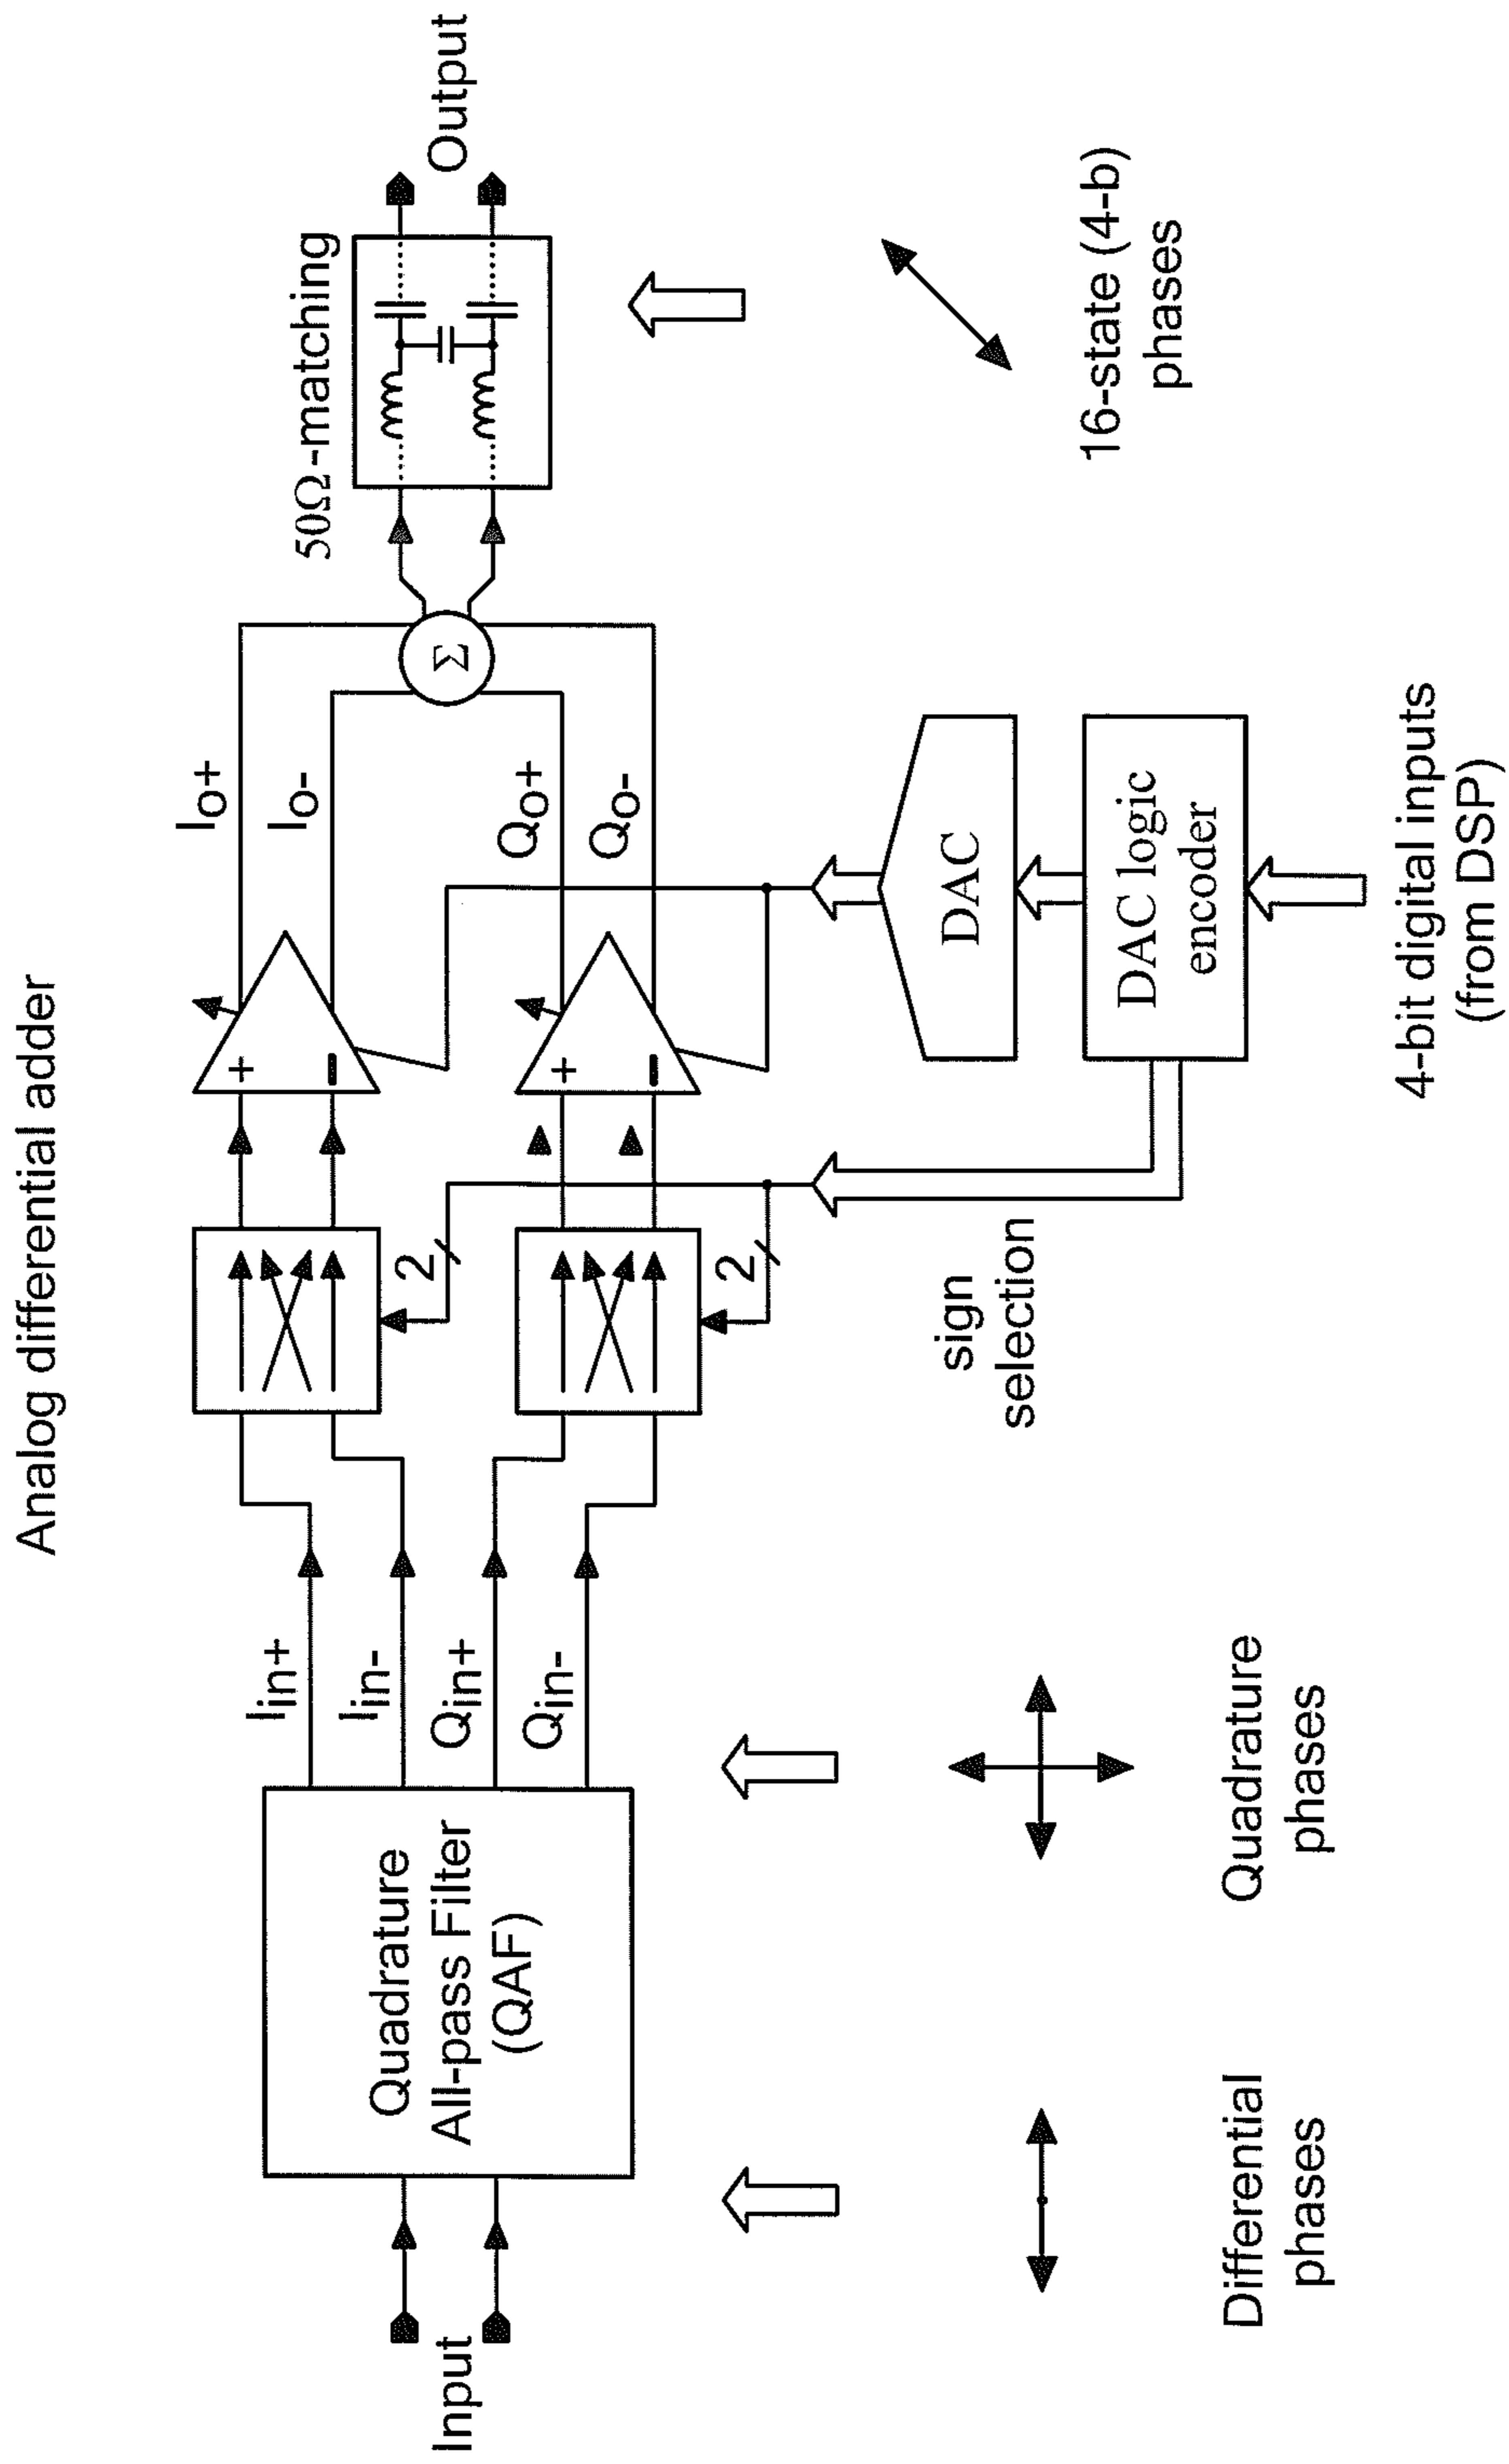 Analog differential adder
Input
Quadrature
All-pass Filter
(QAF)
Iin+
Iin-
Qin+
Qin-
2
2
sign
selection
+
−
+
−
Io+
Io-
Qo+
Qo-
Σ
50Ω-matching
Output
DAC
DAC logic
encoder
4-bit digital inputs
(from DSP)
Differential
phases
Quadrature
phases
16-state (4-b)
phases